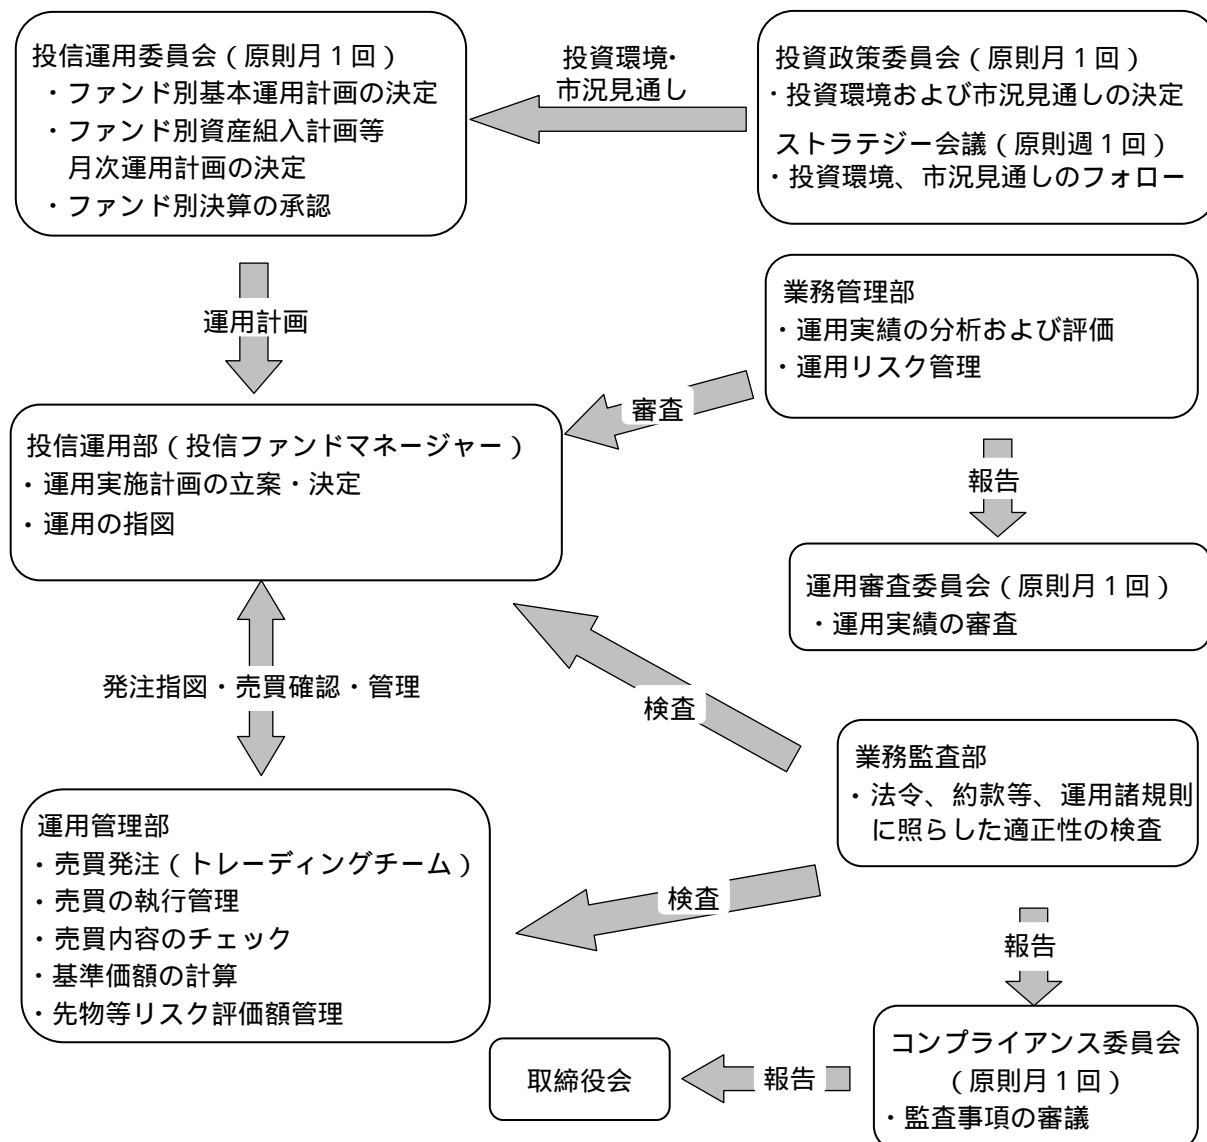 投信運用委員会(原則月1回)
・ファンド別基本運用計画の決定
・ファンド別資産組入計画等
月次運用計画の決定
・ファンド別決算の承認
投資環境・
市況見通し
投資政策委員会(原則月1回)
・投資環境および市況見通しの決定
ストラテジー会議(原則週1回)
・投資環境、市況見通しのフォロー
運用計画
業務管理部
・運用実績の分析および評価
・運用リスク管理
審査
投信運用部(投信ファンドマネージャー)
・運用実施計画の立案・決定
・運用の指図
報告
運用審査委員会(原則月1回)
・運用実績の審査
発注指図・売買確認・管理
検査
業務監査部
・法令、約款等、運用諸規則
に照らした適正性の検査
運用管理部
・売買発注(トレーディングチーム)
・売買の執行管理
・売買内容のチェック
・基準価額の計算
・先物等リスク評価額管理
検査
報告
コンプライアンス委員会
(原則月1回)
・監査事項の審議
報告
取締役会